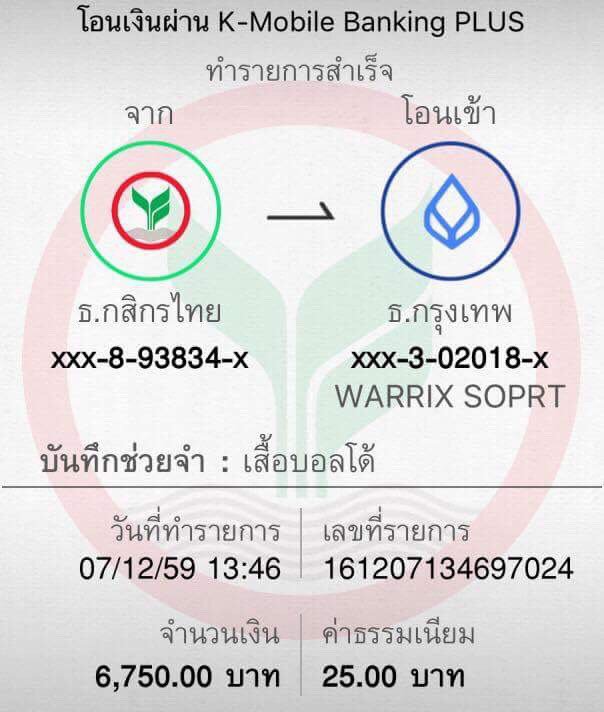 โอนเงินผ่าน K-Mobile Banking PLUS
ทำรายการสำเร็จ
จาก
โอนเข้า
ธ.กสิกรไทย
ธ.กรุงเทพ
xxx-8-93834-x
xxx-3-02018-x
WARRIX SOPRT
บันทึกช่วยจำ : เสื้อบอลโด้
วันที่ทำรายการ
เลขที่รายการ
07/12/59 13:46
161207134697024
จำนวนเงิน
ค่าธรรมเนียม
6,750.00 บาท
25.00 บาท